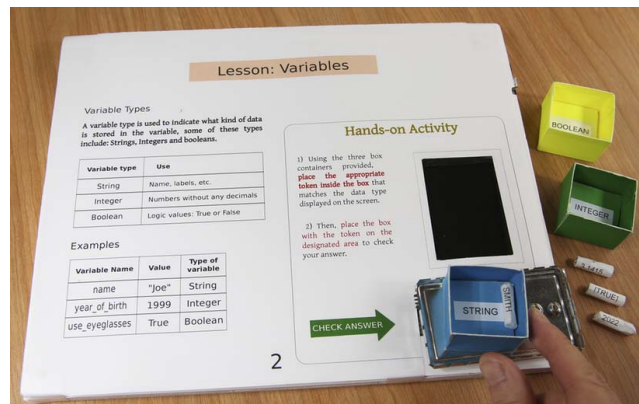 Lesson: Variables
Variable Types
A variable type is used to indicate what kind of data
is stored in the variable, some of these types
include: Strings, Integers and booleans.
Variable type Use
String Name, labels, etc.
Integer Numbers without any decimals
Boolean Logic values: True or False
Examples
Variable Name Value Type of variable
name "Joe" String
year_of_birth 1999 Integer
use_eyeglasses True Boolean
Hands-on Activity
1) Using the three box
containers provided,
place the appropriate
token inside the box that
matches the data type
displayed on the screen.
2) Then, place the box
with the token on the
designated area to check
your answer.
CHECK ANSWER
2
BOOLEAN
INTEGER
STRING
SMITH
3.1415
(TRUE)
2022